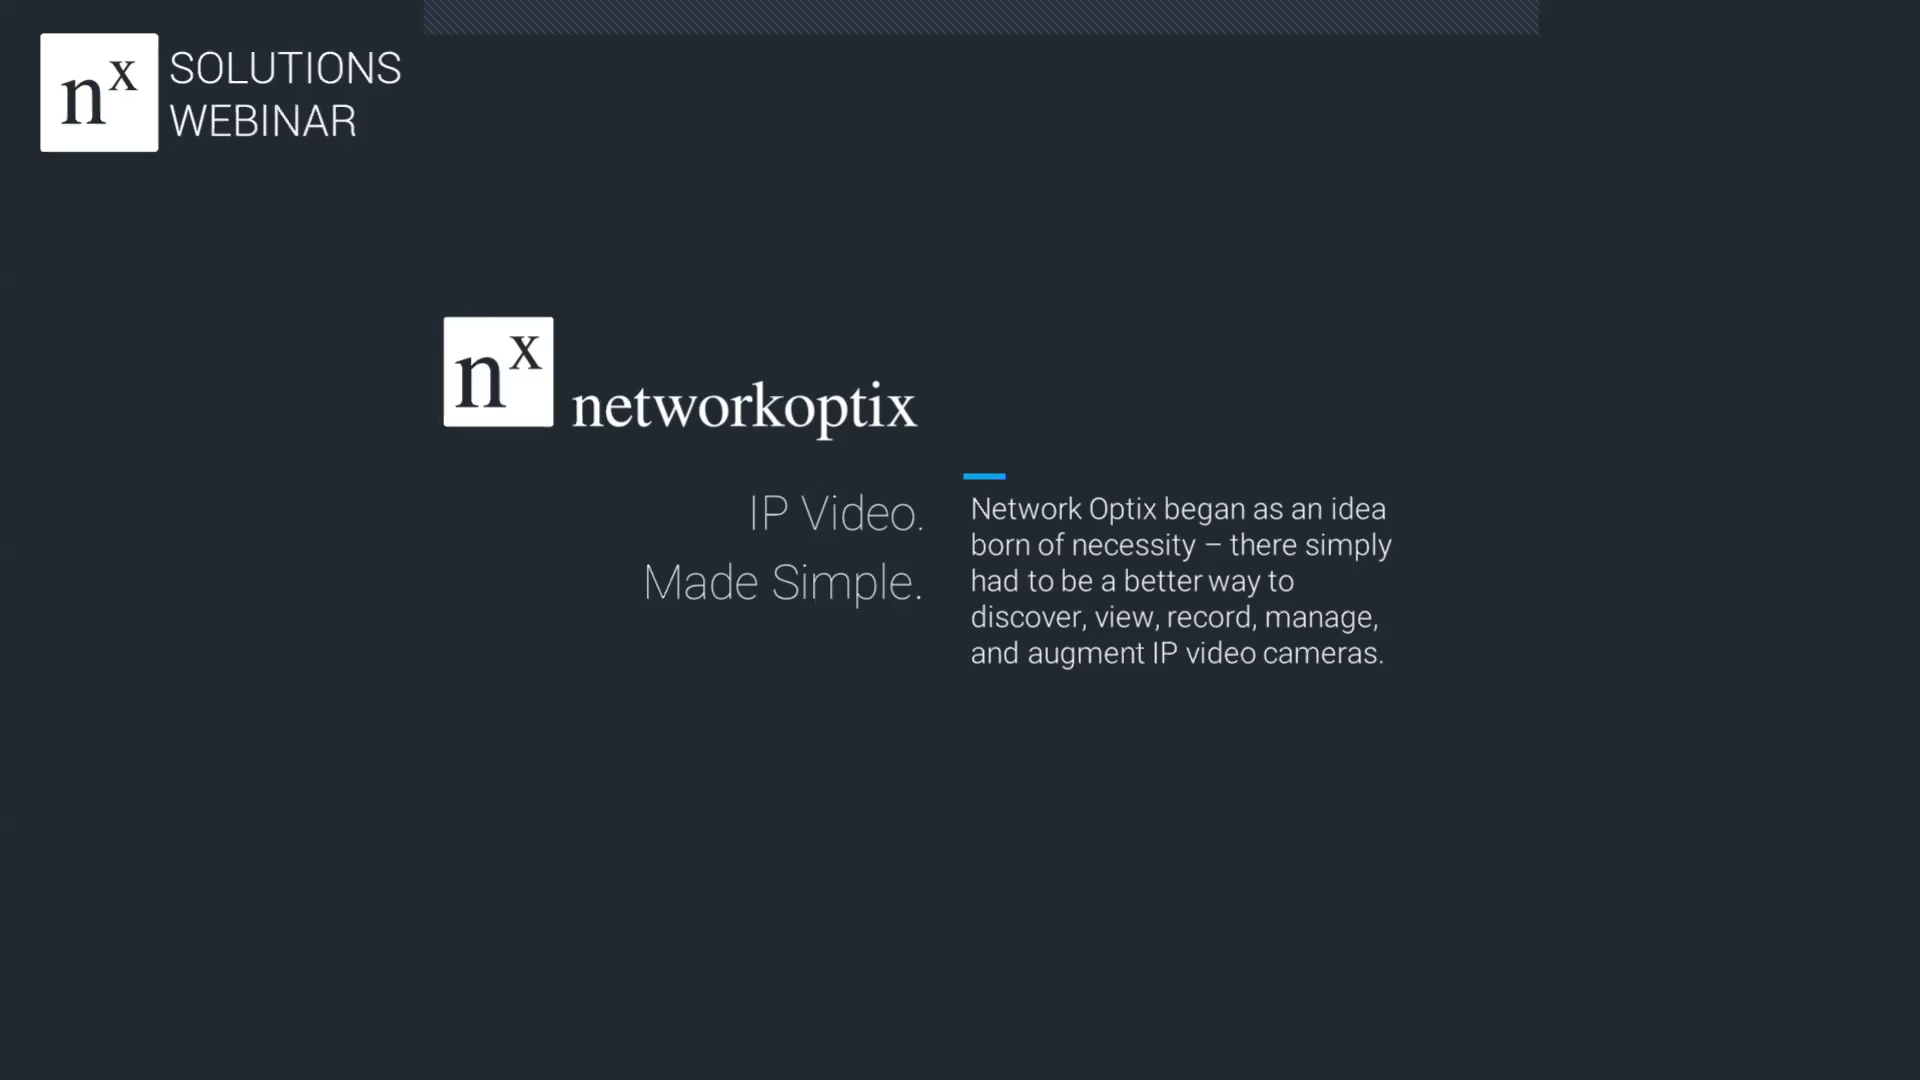 nx SOLUTIONS
WEBINAR
nx networkoptix
IP Video.
Made Simple.
Network Optix began as an idea
born of necessity – there simply
had to be a better way to
discover, view, record, manage,
and augment IP video cameras.